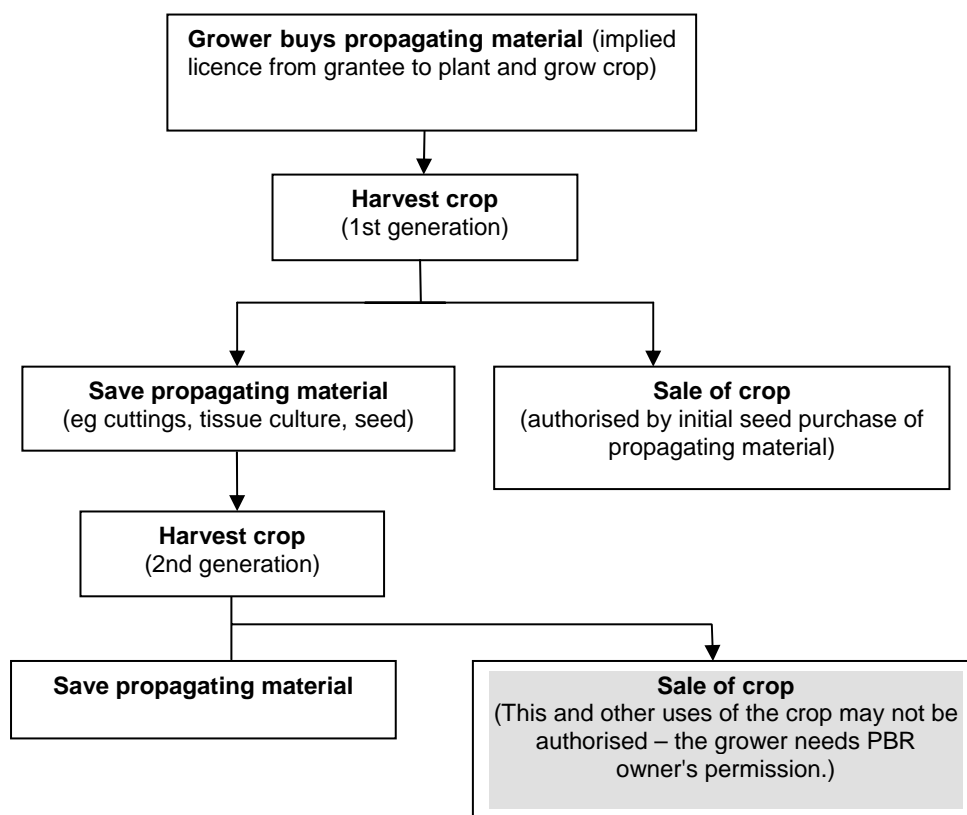 Grower buys propagating material (implied
licence from grantee to plant and grow crop)
Harvest crop
(1st generation)
Save propagating material
(eg cuttings, tissue culture, seed)
Sale of crop
(authorised by initial seed purchase of
propagating material)
Harvest crop
(2nd generation)
Save propagating material
Sale of crop
(This and other uses of the crop may not be
authorised – the grower needs PBR
owner's permission.)